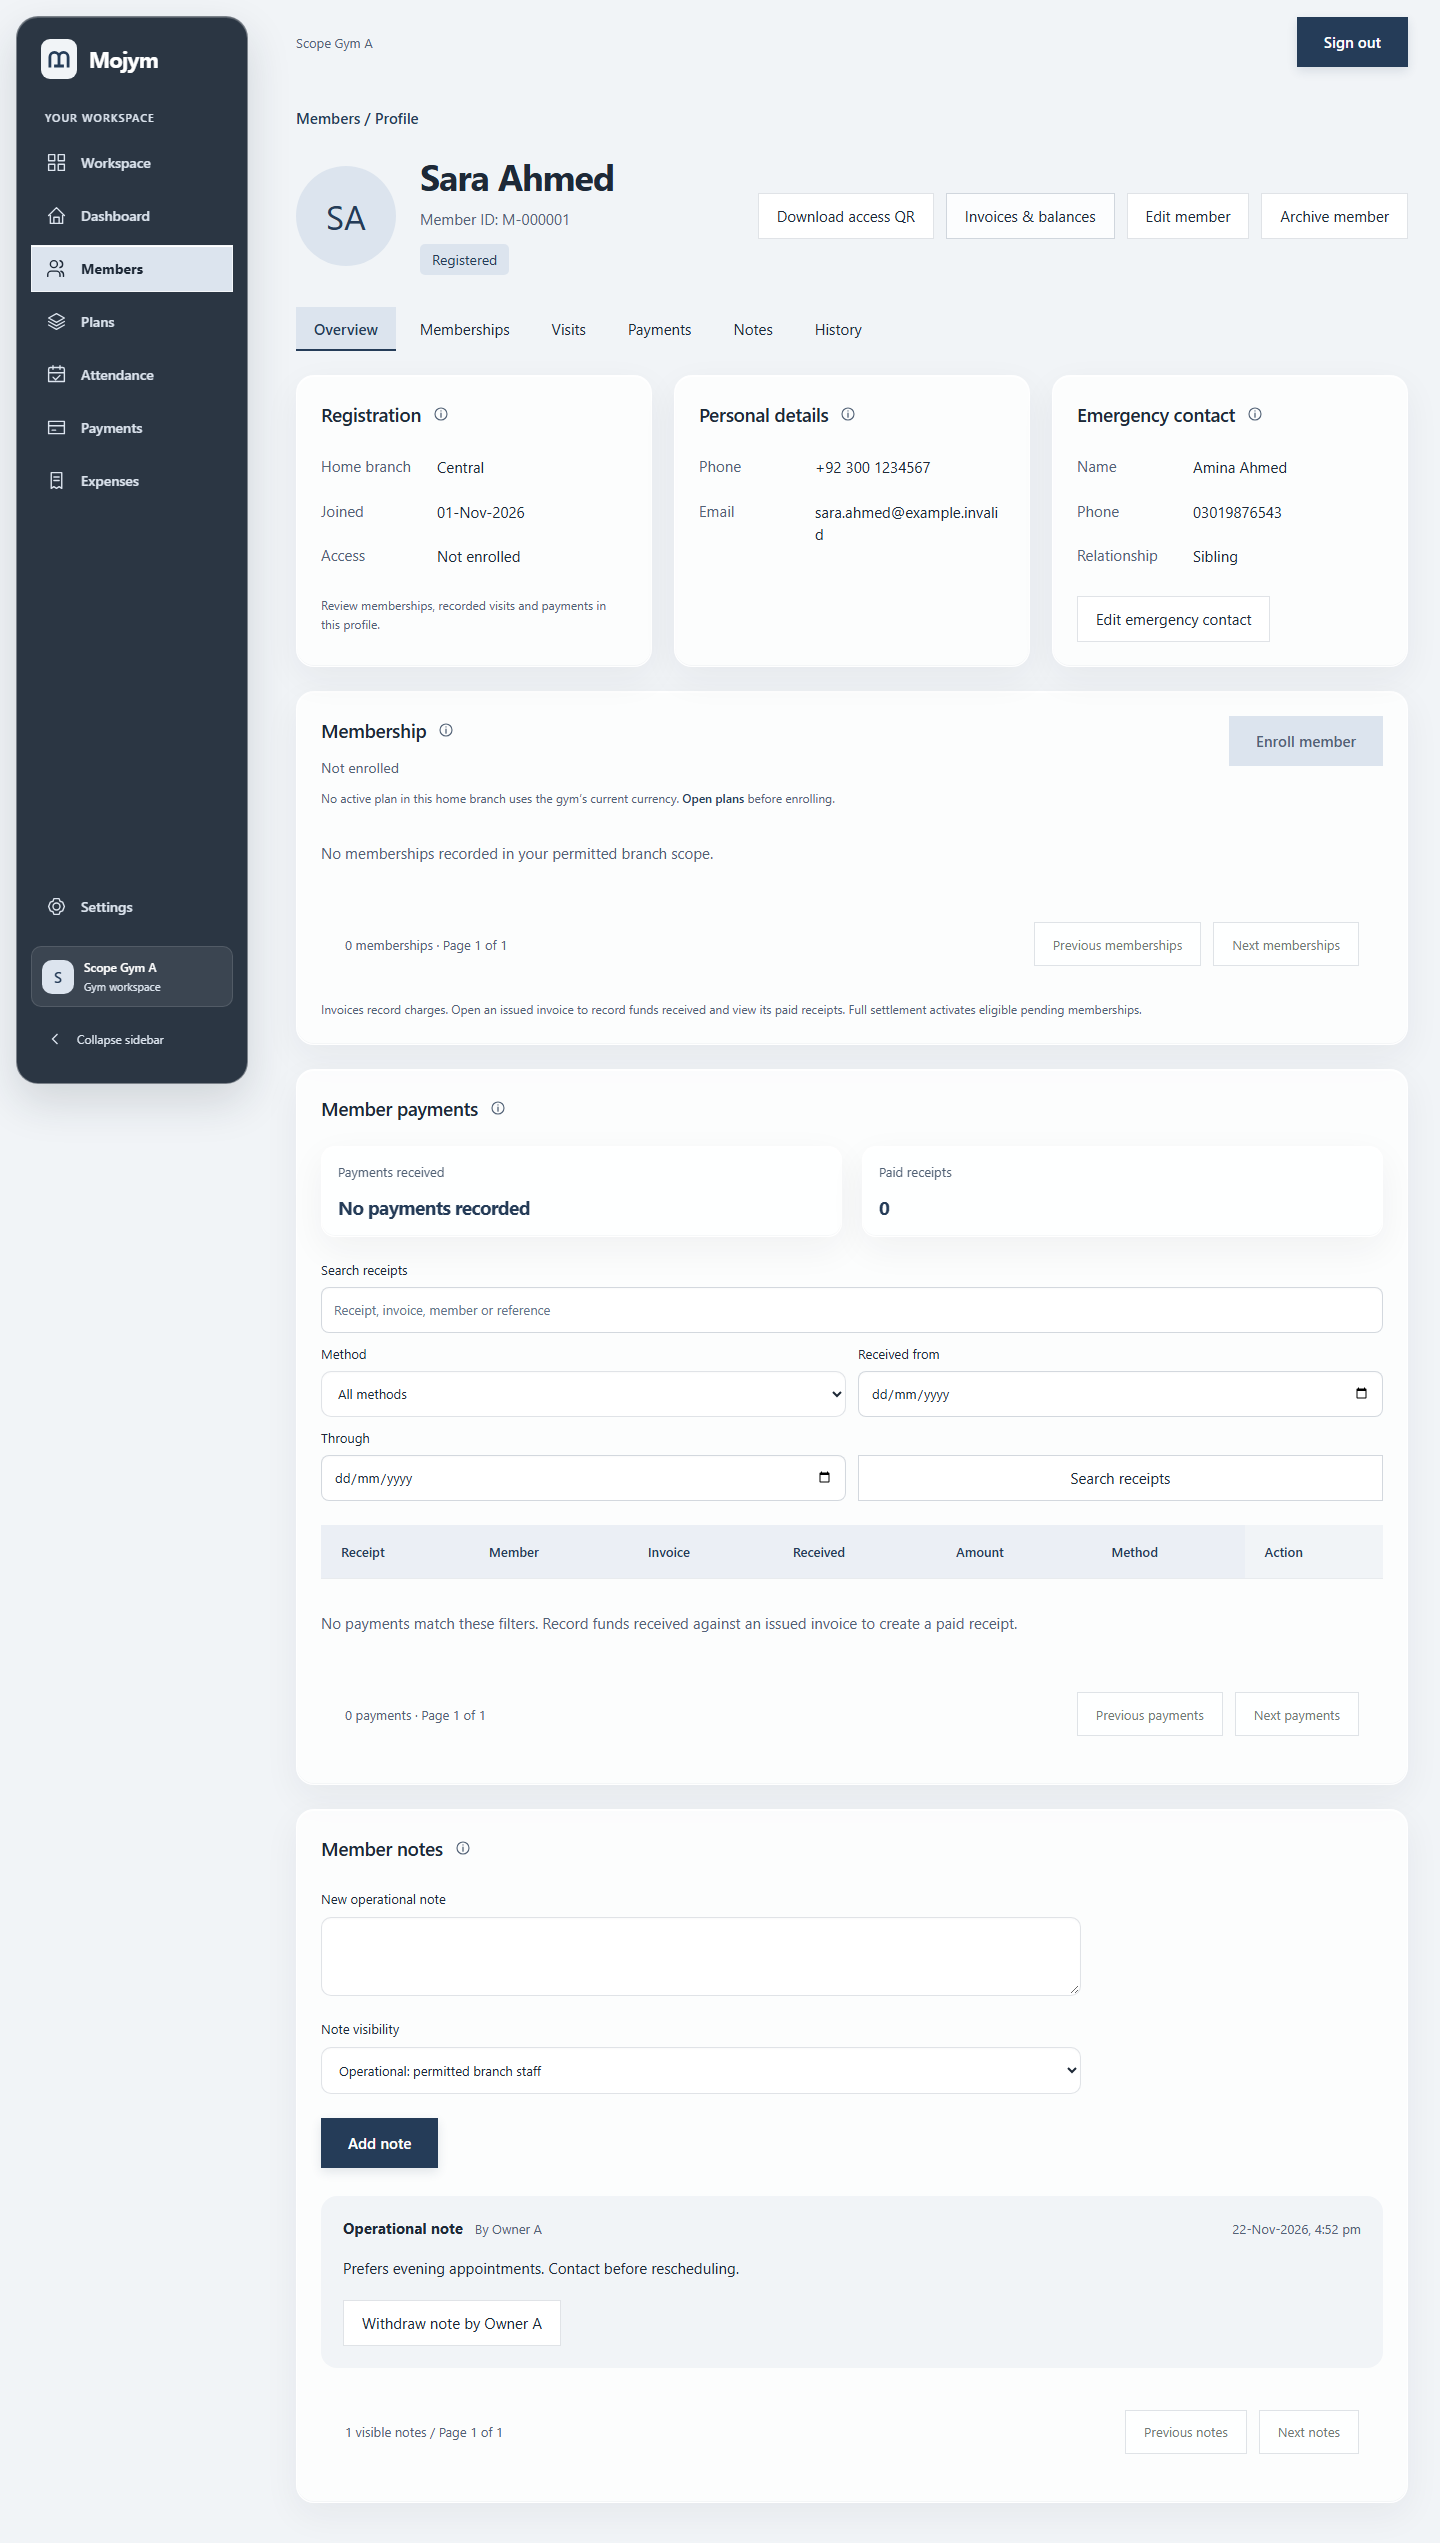 Mojym
YOUR WORKSPACE
Workspace
Dashboard
Members
Plans
Attendance
Payments
Expenses
Settings
S
Scope Gym A
Gym workspace
Collapse sidebar
Scope Gym A
Sign out
Members / Profile
SA
Sara Ahmed
Member ID: M-000001
Registered
Download access QR
Invoices & balances
Edit member
Archive member
Overview
Memberships
Visits
Payments
Notes
History
Registration
Home branch Central
Joined 01-Nov-2026
Access Not enrolled
Review memberships, recorded visits and payments in
this profile.
Personal details
Phone +92 300 1234567
Email sara.ahmed@example.invali
d
Emergency contact
Name Amina Ahmed
Phone 03019876543
Relationship Sibling
Edit emergency contact
Membership
Enroll member
Not enrolled
No active plan in this home branch uses the gym's current currency. Open plans before enrolling.
No memberships recorded in your permitted branch scope.
0 memberships · Page 1 of 1
Previous memberships
Next memberships
Invoices record charges. Open an issued invoice to record funds received and view its paid receipts. Full settlement activates eligible pending memberships.
Member payments
Payments received
No payments recorded
Paid receipts
0
Search receipts
Receipt, invoice, member or reference
Method
All methods
Received from
dd/mm/yyyy
Through
dd/mm/yyyy
Search receipts
Receipt Member Invoice Received Amount Method Action
No payments match these filters. Record funds received against an issued invoice to create a paid receipt.
0 payments · Page 1 of 1
Previous payments
Next payments
Member notes
New operational note
Note visibility
Operational: permitted branch staff
Add note
Operational note By Owner A
22-Nov-2026, 4:52 pm
Prefers evening appointments. Contact before rescheduling.
Withdraw note by Owner A
1 visible notes / Page 1 of 1
Previous notes
Next notes